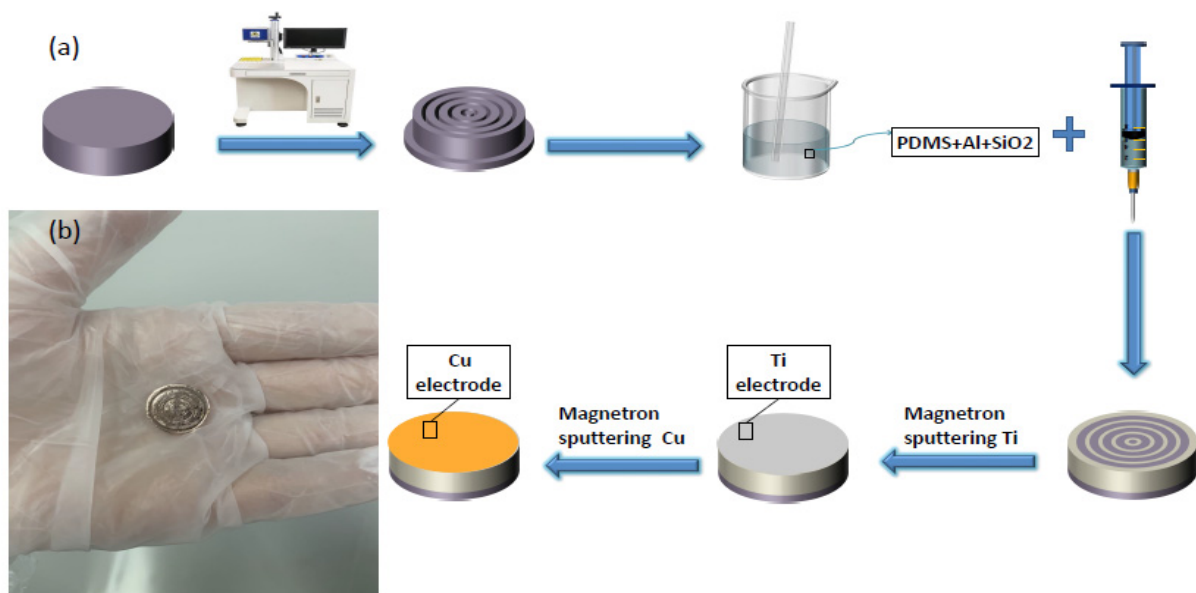 (a)
PDMS+Al+SiO2
(b)
Cu
electrode
Ti
electrode
Magnetron
sputtering Cu
Magnetron
sputtering Ti